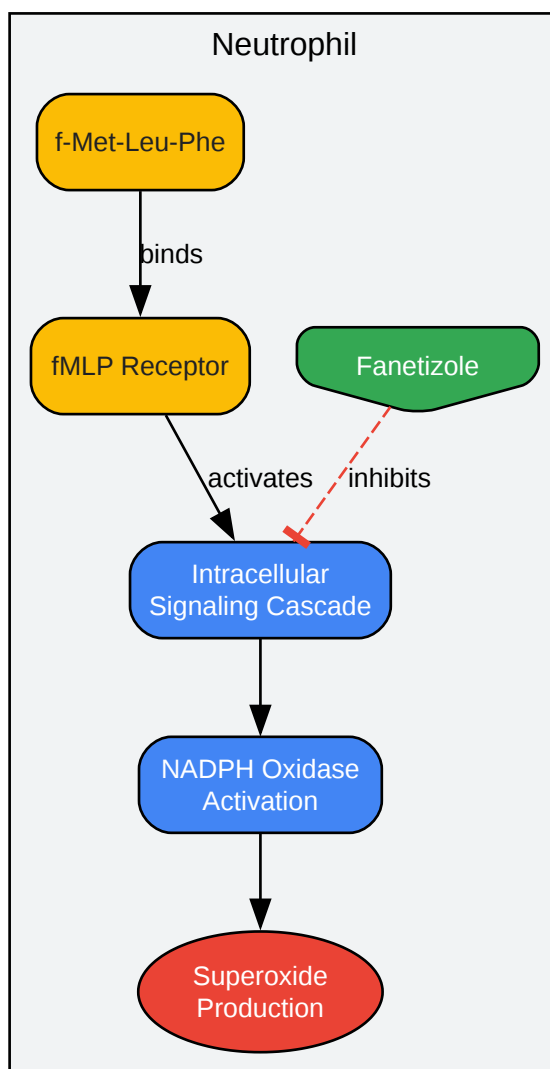 Neutrophil
f-Met-Leu-Phe
binds
fMLP Receptor
Fanetizole
activates
inhibits
Intracellular
Signaling Cascade
NADPH Oxidase
Activation
Superoxide
Production